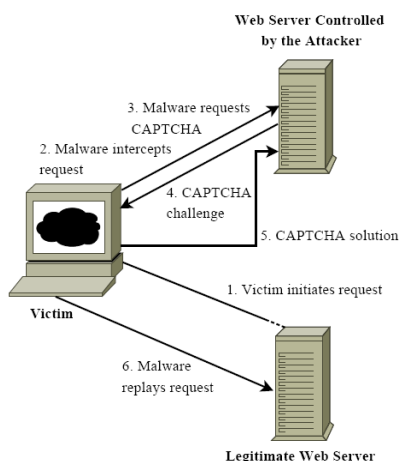 Web Server Controlled
by the Attacker
3. Malware requests
CAPTCHA
2. Malware intercepts
request
4. CAPTCHA
challenge
5. CAPTCHA solution
1. Victim initiates request
Victim
6. Malware
replays request
Legitimate Web Server